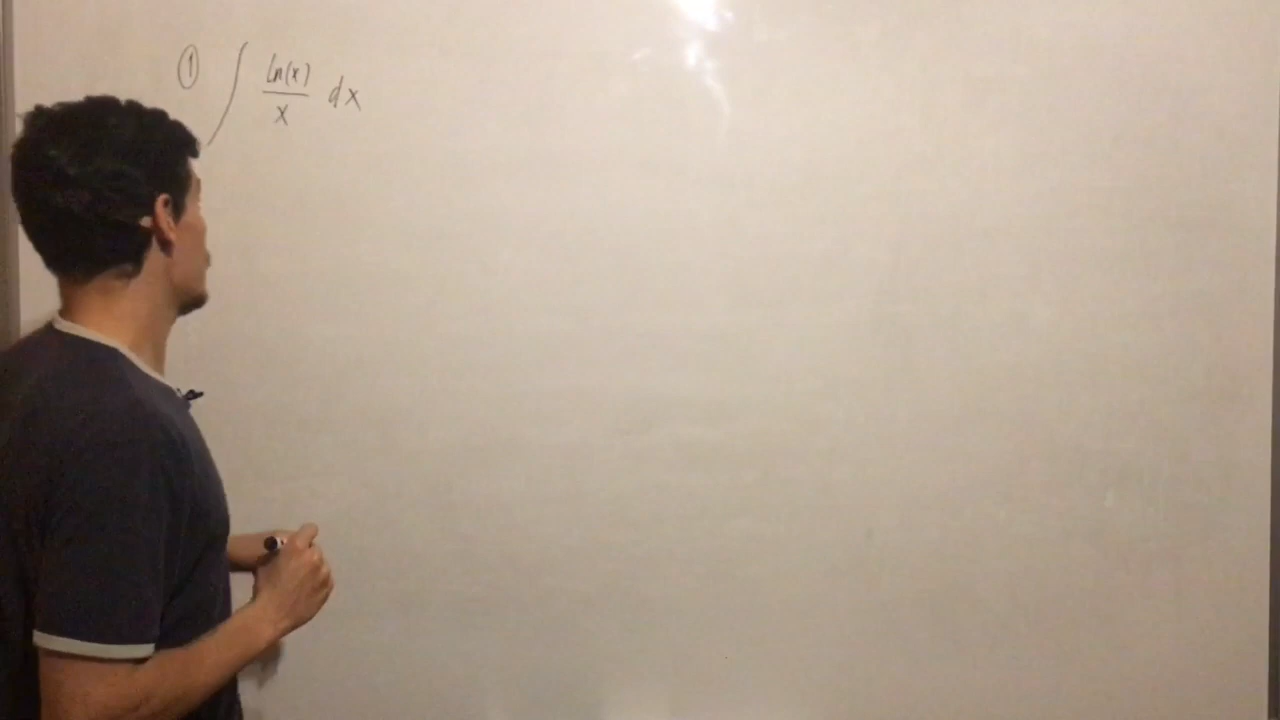 ① ∫ ln(x)/x dx